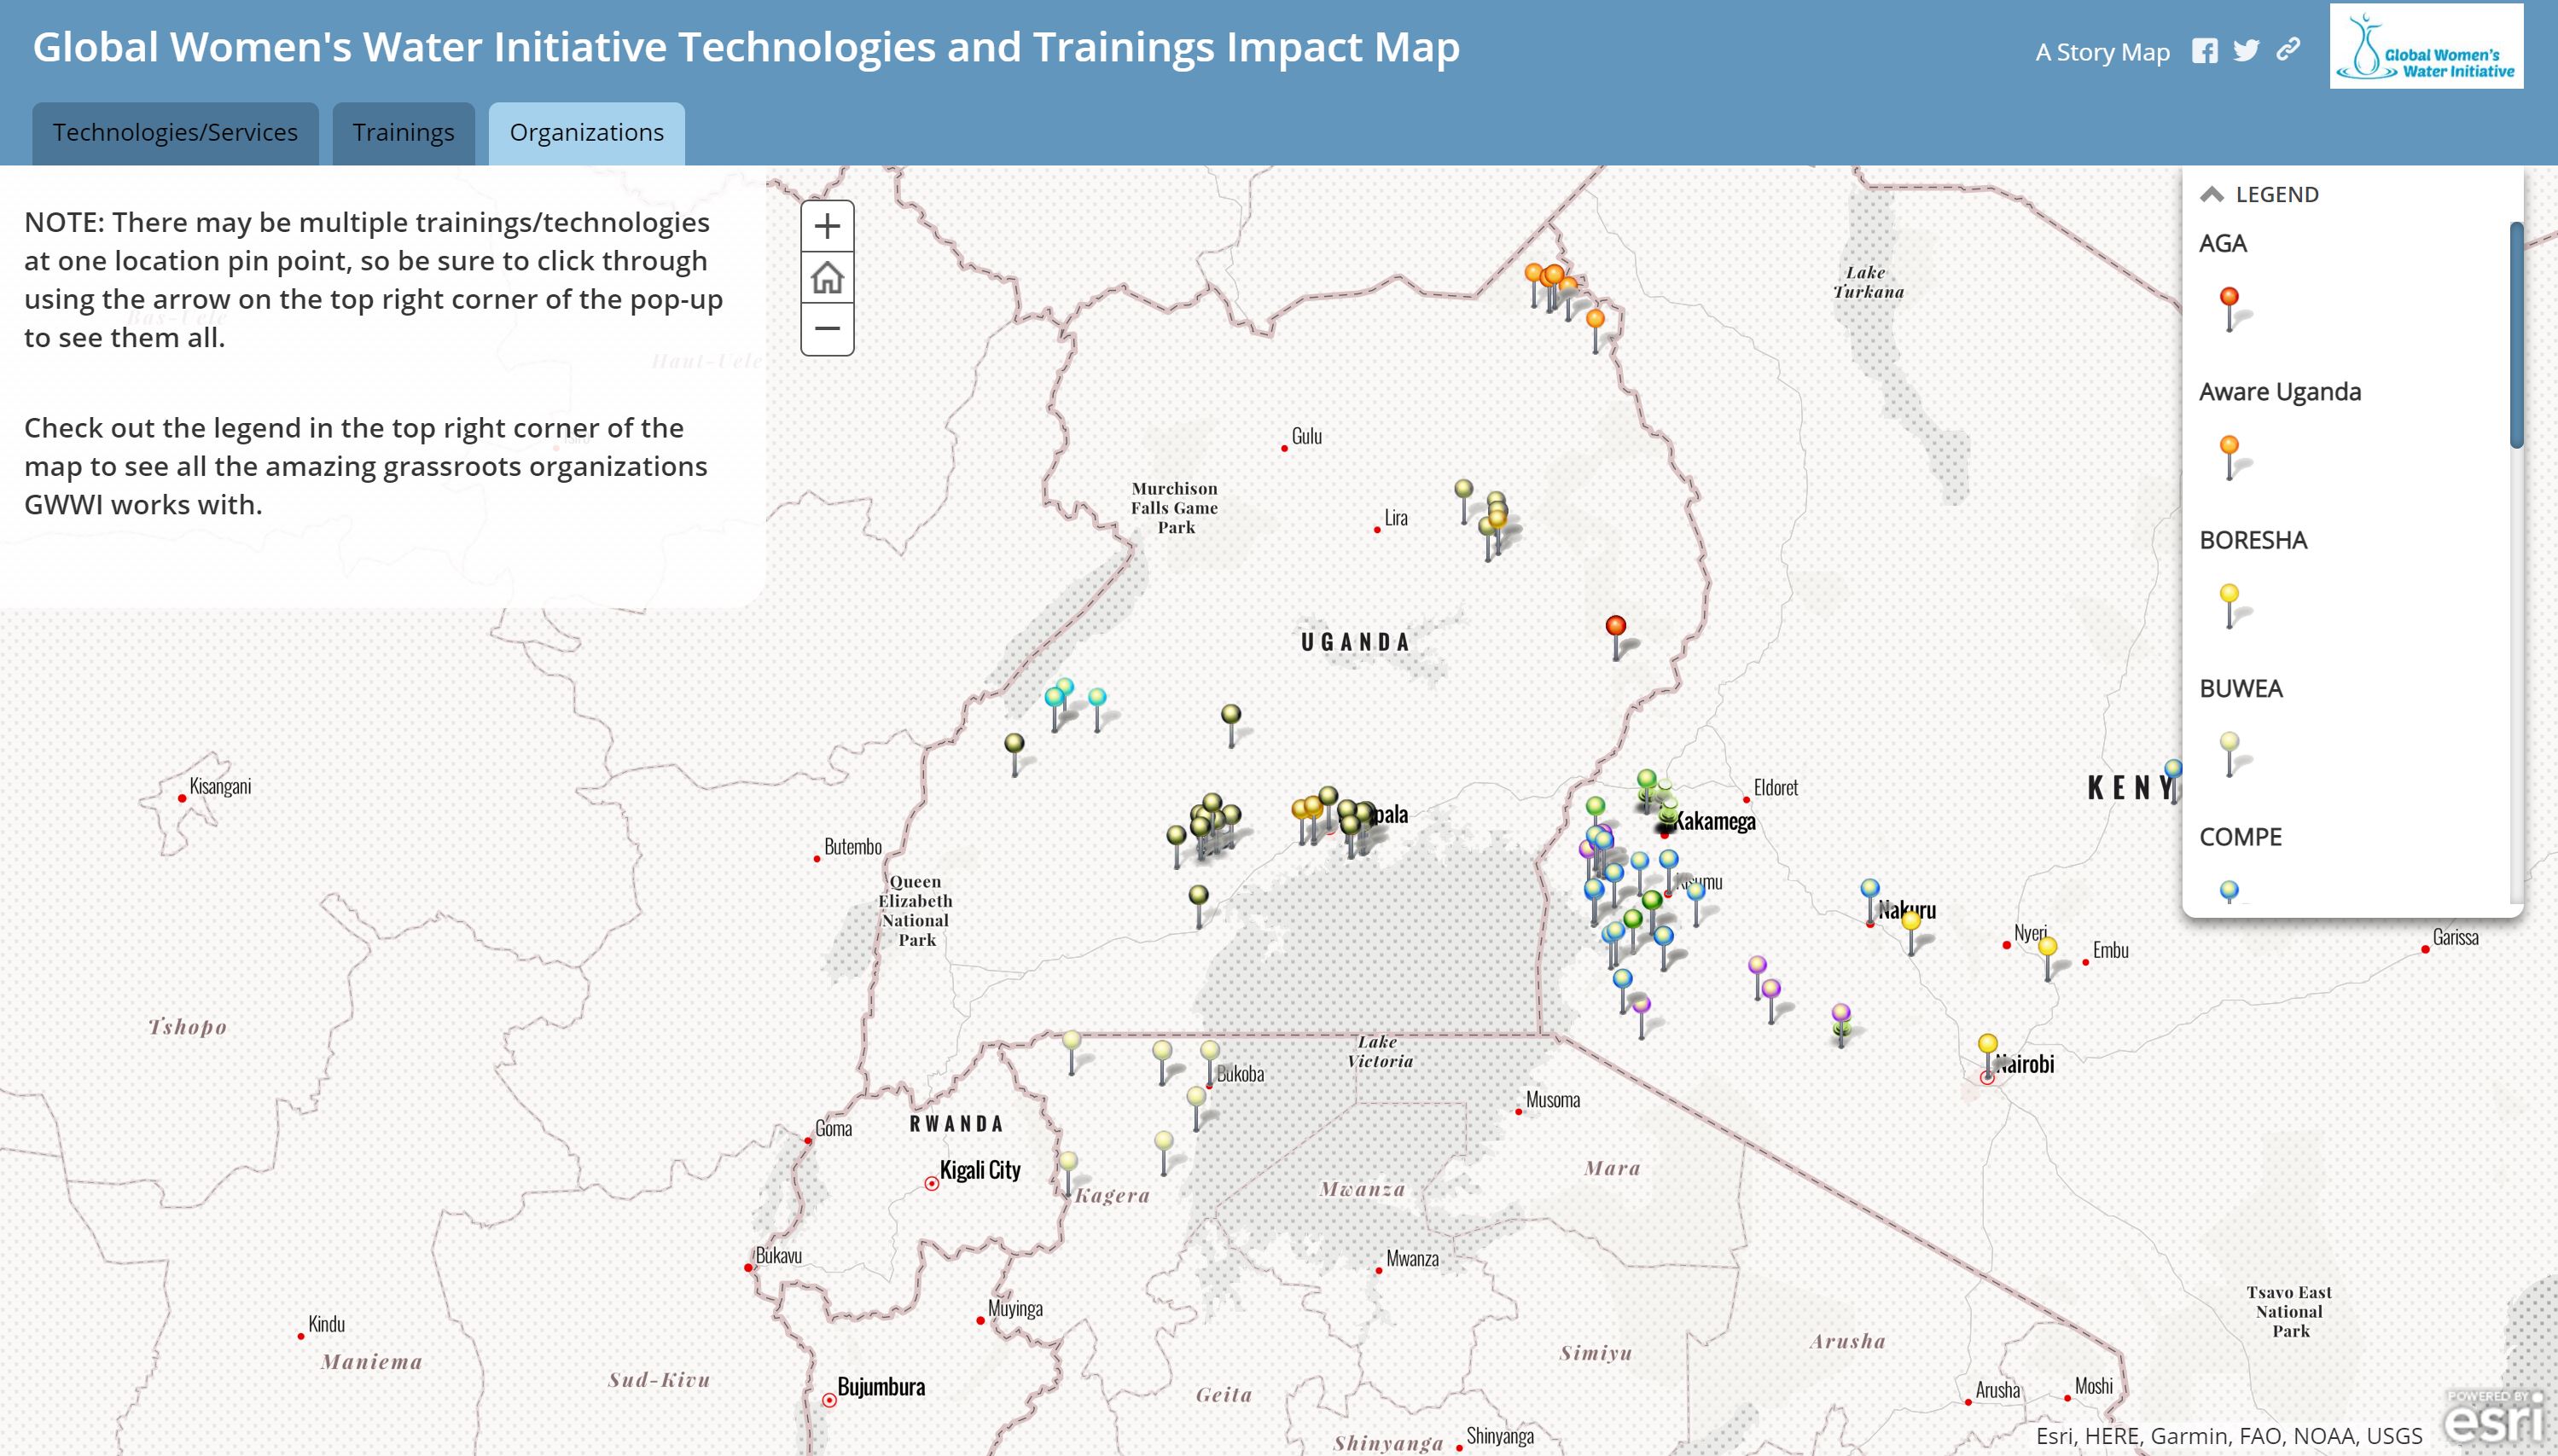 Global Women's Water Initiative Technologies and Trainings Impact Map
A Story Map
Global Women's
Water Initiative
Technologies/Services
Trainings
Organizations
NOTE: There may be multiple trainings/technologies
at one location pin point, so be sure to click through
using the arrow on the top right corner of the pop-up
to see them all.
Check out the legend in the top right corner of the
map to see all the amazing grassroots organizations
GWWI works with.
Bas-Uele
Haut-Uele
+
−
LEGEND
AGA
Aware Uganda
BORESHA
BUWEA
COMPE
Lake
Turkana
Gulu
Murchison
Falls Game
Park
Lira
UGANDA
Kisangani
KENY
Eldoret
pala
Kakamega
Butembo
Queen
Elizabeth
National
Park
Nakuru
Nyeri
Embu
Garissa
Tshopo
Lake
Victoria
Nairobi
Bukoba
Musoma
RWANDA
Goma
Kigali City
Kagera
Mwanza
Mara
Bukavu
Mwanza
Muyinga
Tsavo East
National
Park
Kindu
Maniema
Sud-Kivu
Simiyu
Arusha
Bujumbura
Geita
Arusha
Moshi
Shinyanga
Shinyanga
POWERED BY
esri
Esri, HERE, Garmin, FAO, NOAA, USGS